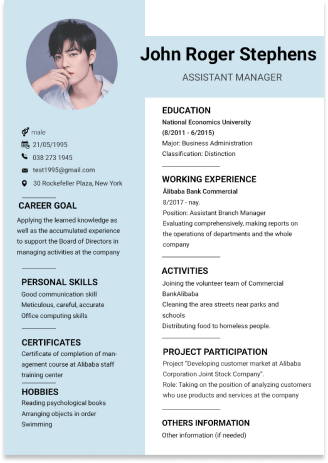 John Roger Stephens
ASSISTANT MANAGER
male
21/05/1995
038 273 1945
test1995@gmail.com
30 Rockefeller Plaza, New York
CAREER GOAL
Applying the learned knowledge as
well as the accumulated experience
to support the Board of Directors in
managing activities at the company
PERSONAL SKILLS
Good communication skill
Meticulous, careful, accurate
Office computing skills
CERTIFICATES
Certificate of completion of man-
agement course at Alibaba staff
training center
HOBBIES
Reading psychological books
Arranging objects in order
Swimming
EDUCATION
National Economics University
(8/2011 - 6/2015)
Major: Business Administration
Classification: Distinction
WORKING EXPERIENCE
Alibaba Bank Commercial
8/2017 - nay.
Position: Assistant Branch Manager
Evaluating comprehensively, making reports on
the operations of departments and the whole
company
ACTIVITIES
Joining the volunteer team of Commercial
BankAlibaba
Cleaning the area streets near parks and
schools
Distributing food to homeless people.
PROJECT PARTICIPATION
Project "Developing customer market at Alibaba
Corporation Joint Stock Company".
Role: Taking on the position of analyzing customers
who use products and services at the company
OTHERS INFORMATION
Other information (if needed)